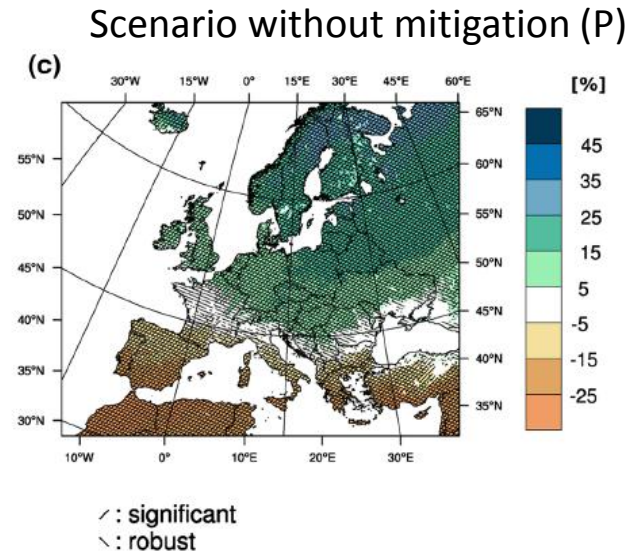 Scenario without mitigation (P)
(c)
30°W 15°W 0° 15°E 30°E 45°E 60°E
[%]
65°N
55°N
60°N
45
50°N
55°N
35
25
45°N
50°N
15
40°N
45°N
5
-5
35°N
40°N
-15
30°N
35°N
-25
10°W 0° 10°E 20°E 30°E
: significant
: robust